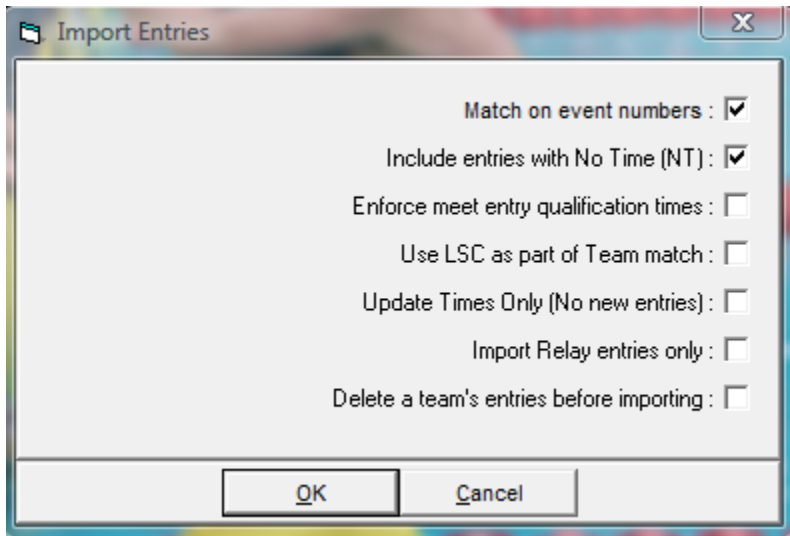 Import Entries
Match on event numbers :
Include entries with No Time (NT) :
Enforce meet entry qualification times :
Use LSC as part of Team match :
Update Times Only (No new entries) :
Import Relay entries only :
Delete a team's entries before importing :
OK Cancel